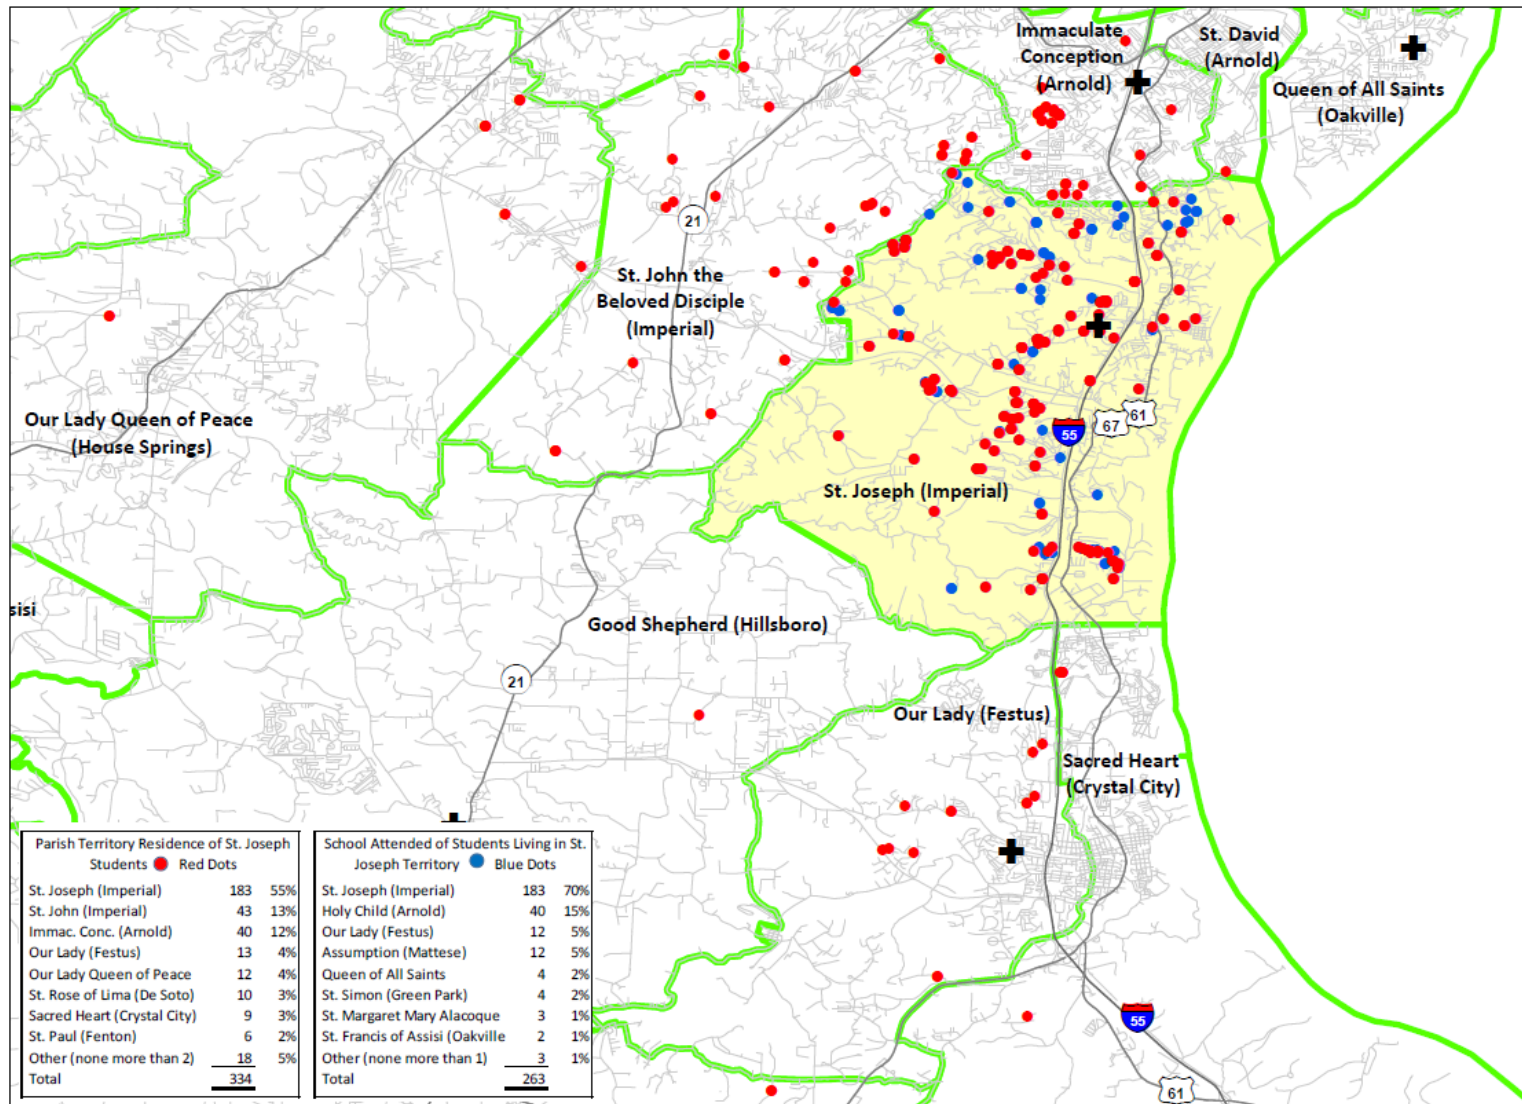 Immaculate
Conception
(Arnold)
St. David
(Arnold)
Queen of All Saints
(Oakville)
21
St. John the
Beloved Disciple
(Imperial)
Our Lady Queen of Peace
(House Springs)
61
67
55
St. Joseph (Imperial)
sisi
Good Shepherd (Hillsboro)
21
Our Lady (Festus)
Sacred Heart
(Crystal City)
55
61
Parish Territory Residence of St. Joseph
Students Red Dots
St. Joseph (Imperial) 183 55%
St. John (Imperial) 43 13%
Immac. Conc. (Arnold) 40 12%
Our Lady (Festus) 13 4%
Our Lady Queen of Peace 12 4%
St. Rose of Lima (De Soto) 10 3%
Sacred Heart (Crystal City) 9 3%
St. Paul (Fenton) 6 2%
Other (none more than 2) 18 5%
Total 334
School Attended of Students Living in St.
Joseph Territory Blue Dots
St. Joseph (Imperial) 183 70%
Holy Child (Arnold) 40 15%
Our Lady (Festus) 12 5%
Assumption (Mattese) 12 5%
Queen of All Saints 4 2%
St. Simon (Green Park) 4 2%
St. Margaret Mary Alacoque 3 1%
St. Francis of Assisi (Oakville 2 1%
Other (none more than 1) 3 1%
Total 263